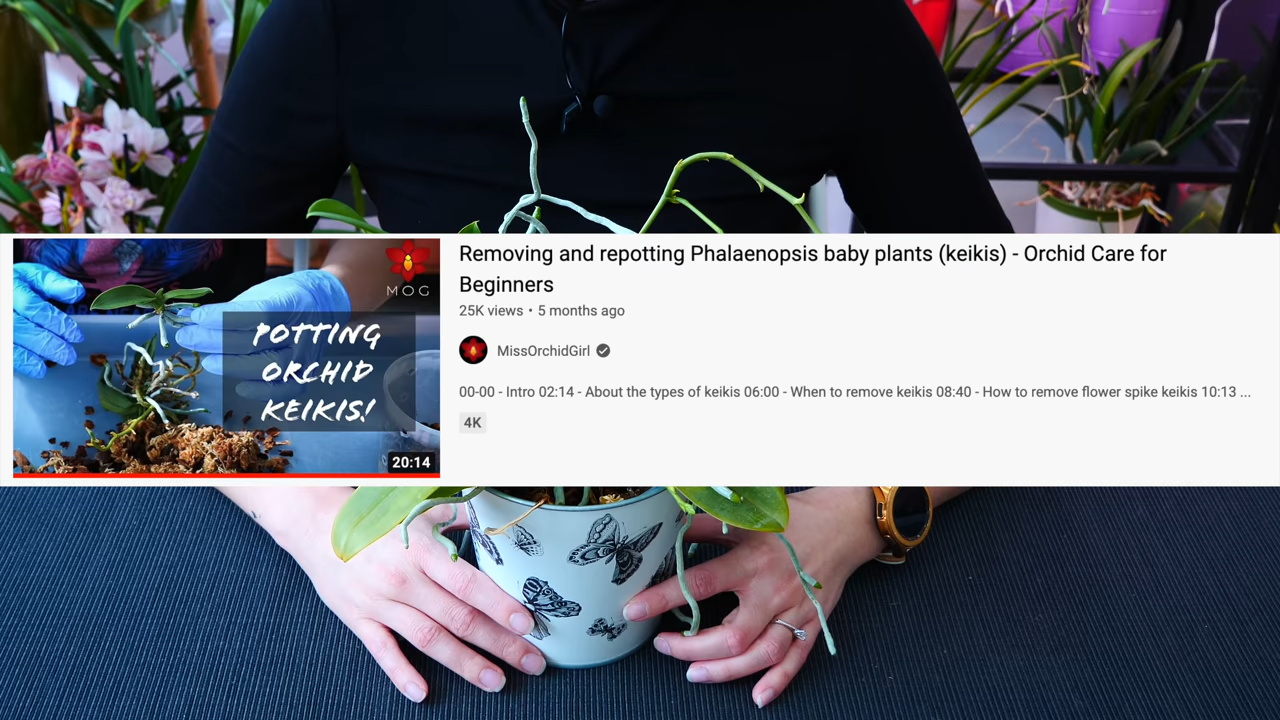 Removing and repotting Phalaenopsis baby plants (keikis) - Orchid Care for
Beginners
25K views • 5 months ago
MissOrchidGirl
00-00 - Intro 02:14 - About the types of keikis 06:00 - When to remove keikis 08:40 - How to remove flower spike keikis 10:13 ...
4K
MOG
POTTING
ORCHID
KEIKIS!
20:14